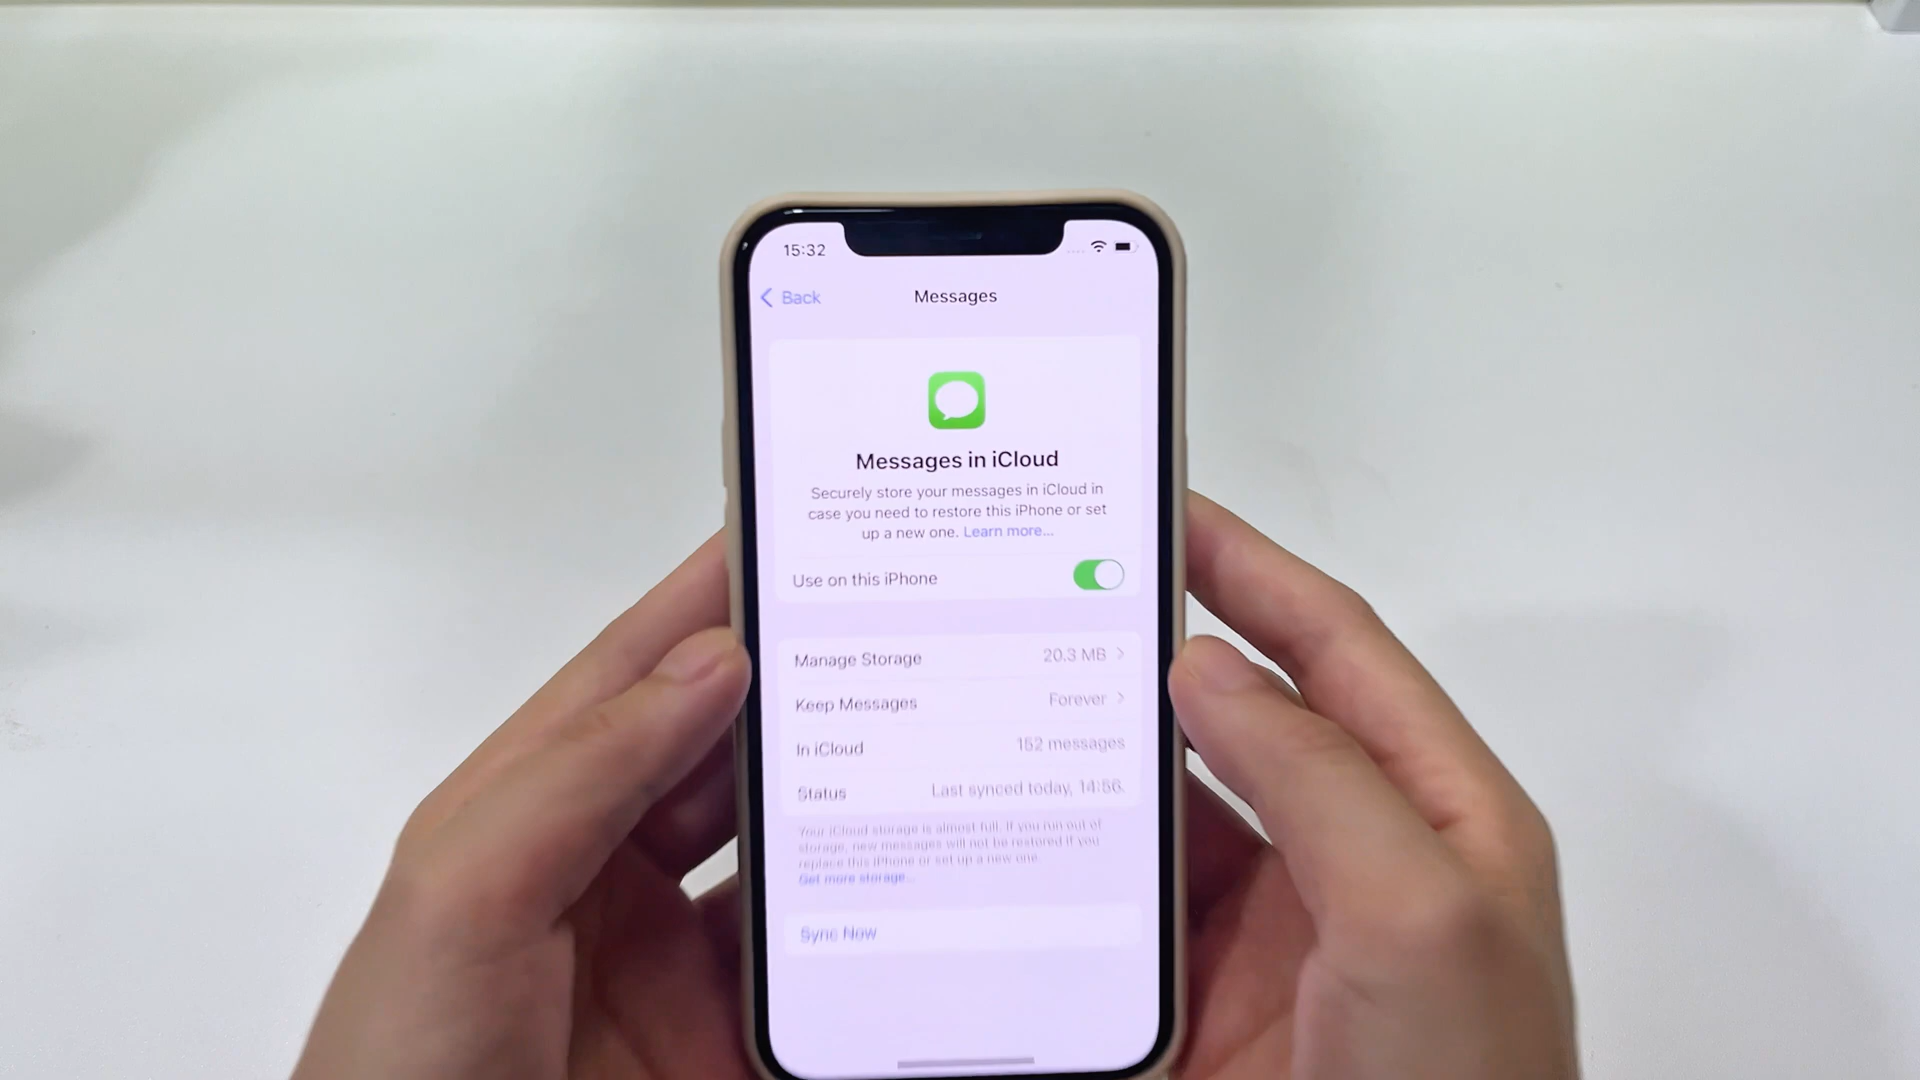 15:32
Back
Messages
Messages in iCloud
Securely store your messages in iCloud in
case you need to restore this iPhone or set
up a new one. Learn more...
Use on this iPhone
Manage Storage 20.3 MB
Keep Messages Forever
In iCloud 152 messages
Status Last synced today, 14:56.
Your iCloud storage is almost full. If you run out of
storage, new messages will not be restored if you
replace this iPhone or set up a new one.
Get more storage...
Sync Now